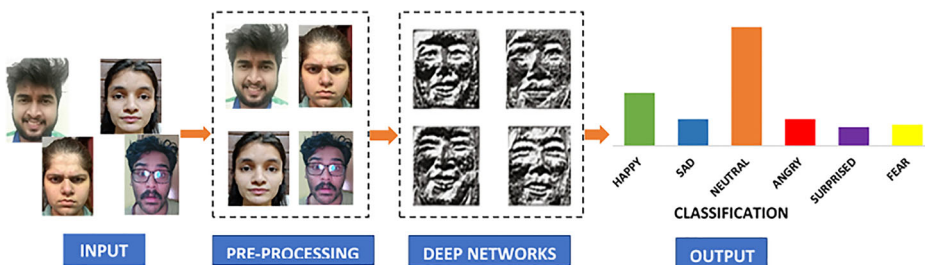 HAPPY
SAD
NEUTRAL
ANGRY
SURPRISED
FEAR
CLASSIFICATION
INPUT
PRE-PROCESSING
DEEP NETWORKS
OUTPUT